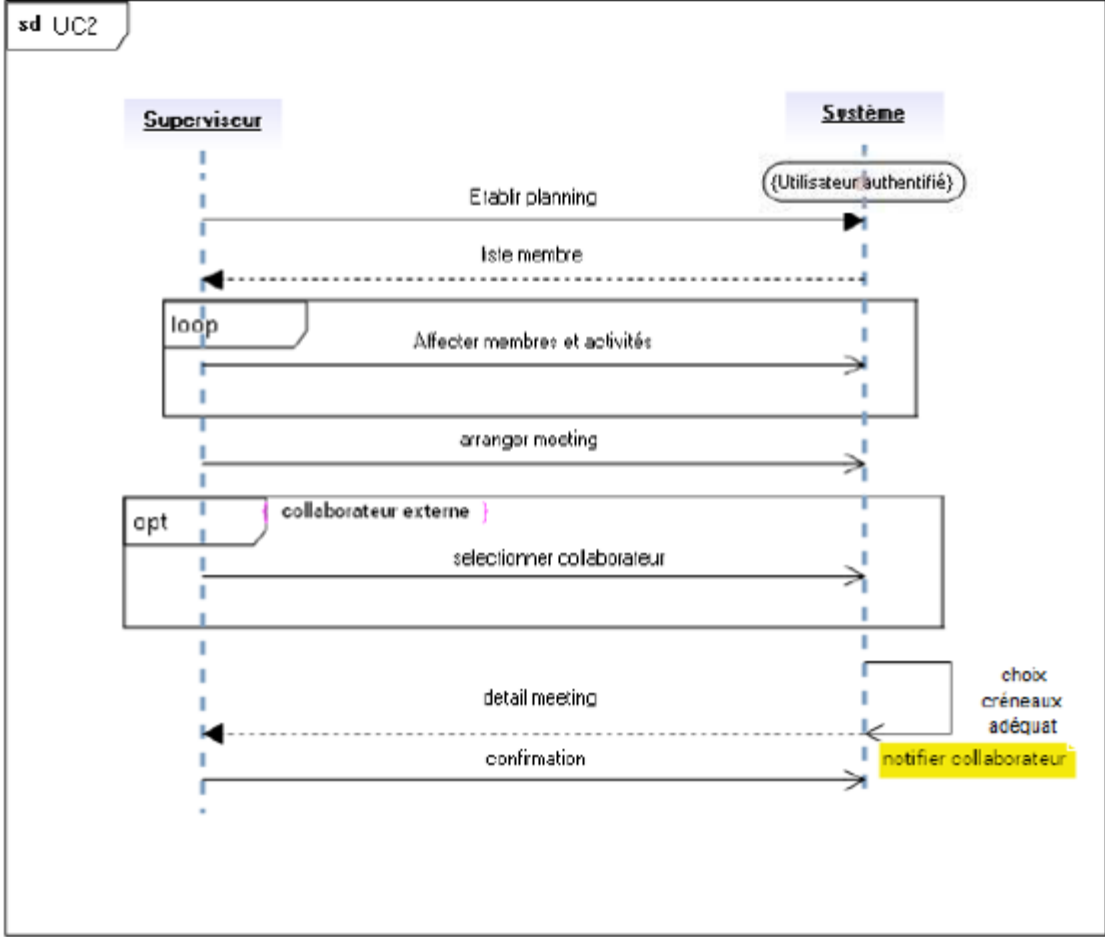 sd UC2
Superviseur
Système
{Utilisateur authentifié}
Etablir planning
liste membre
loop
Affecter membres et activités
arranger meeting
opt
{ collaborateur externe }
selectionner collaborateur
choix
créneaux
adéquat
detail meeting
confirmation
notifier collaborateur